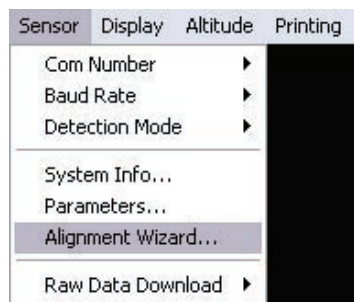 Sensor Display Altitude Printing
Com Number
Baud Rate
Detection Mode
System Info...
Parameters...
Alignment Wizard...
Raw Data Download